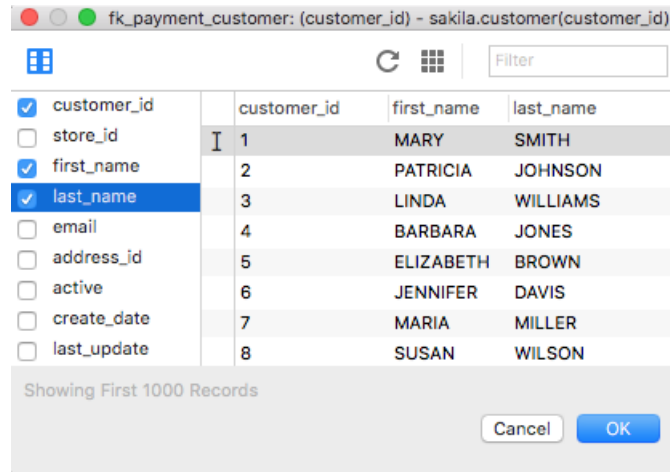 fk_payment_customer: (customer_id) - sakila.customer(customer_id)
Filter
customer_id
store_id
first_name
last_name
email
address_id
active
create_date
last_update
customer_id first_name last_name
1 MARY SMITH
2 PATRICIA JOHNSON
3 LINDA WILLIAMS
4 BARBARA JONES
5 ELIZABETH BROWN
6 JENNIFER DAVIS
7 MARIA MILLER
8 SUSAN WILSON
Showing First 1000 Records
Cancel OK